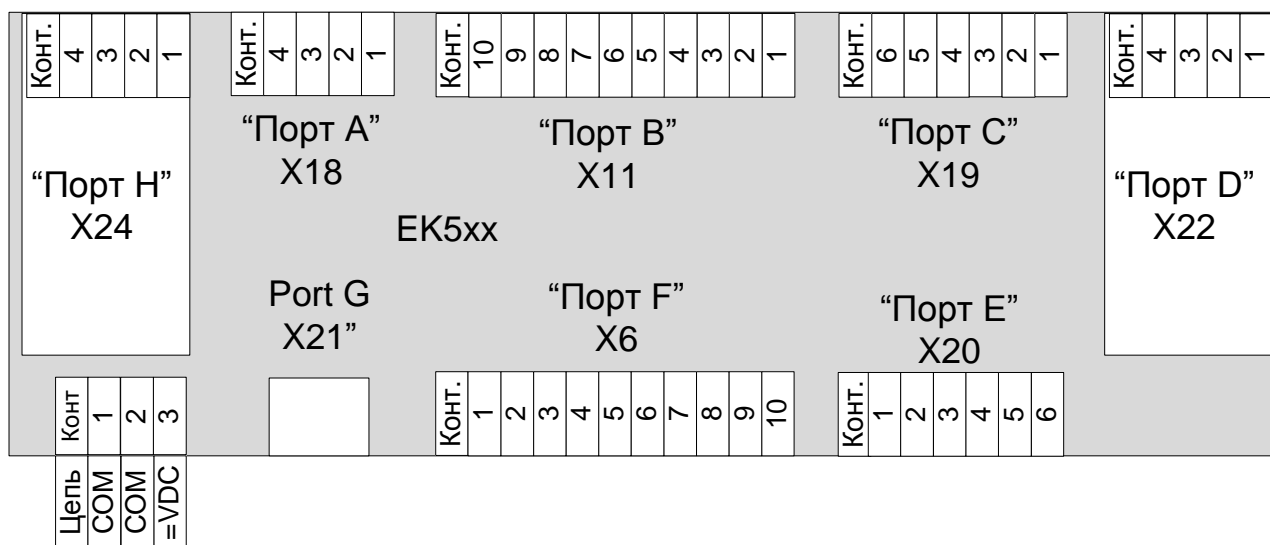 Конт. 4 3 2 1
Конт. 4 3 2 1
Конт. 10 9 8 7 6 5 4 3 2 1
Конт. 6 5 4 3 2 1
Конт. 4 3 2 1
“Порт H”
X24
“Порт A”
X18
“Порт B”
X11
“Порт C”
X19
“Порт D”
X22
EK5xx
Port G
X21”
“Порт F”
X6
“Порт E”
X20
Конт 1 2 3
Конт. 1 2 3 4 5 6 7 8 9 10
Конт. 1 2 3 4 5 6
Цепь COM COM =VDC